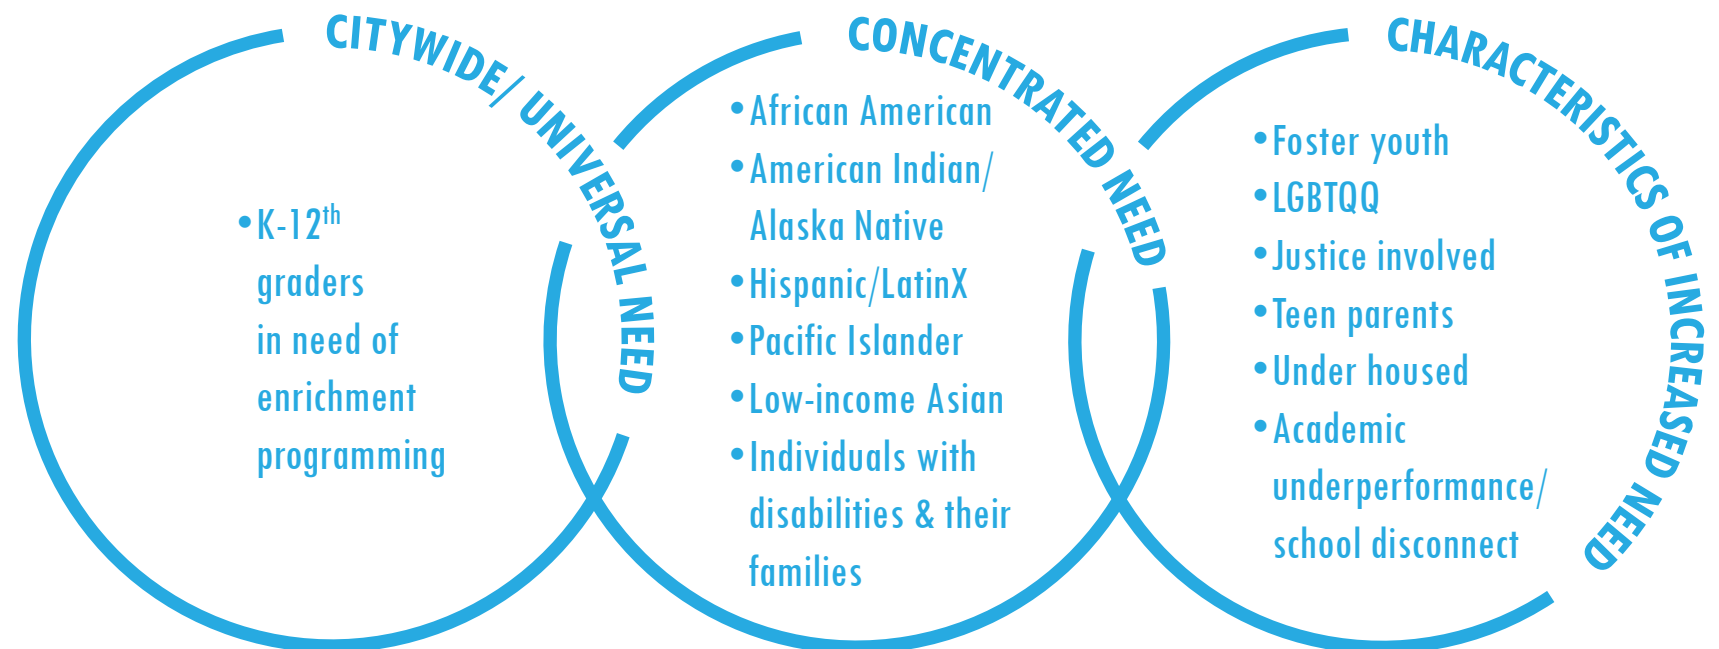 CITYWIDE/ UNIVERSAL NEED
•K-12th
graders
in need of
enrichment
programming
CONCENTRATED NEED
•African American
•American Indian/
Alaska Native
•Hispanic/LatinX
•Pacific Islander
•Low-income Asian
•Individuals with
disabilities & their
families
CHARACTERISTICS OF INCREASED NEED
•Foster youth
•LGBTQQ
•Justice involved
•Teen parents
•Under housed
•Academic
underperformance/
school disconnect